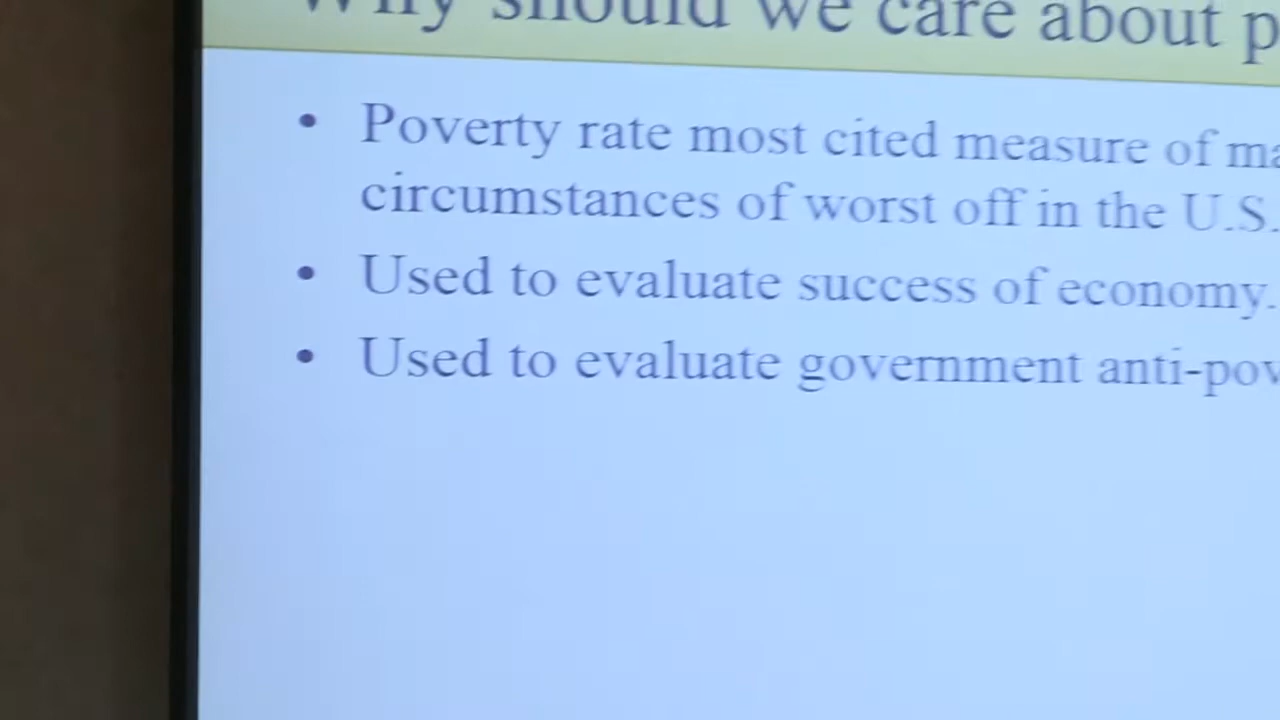 Why should we care about p
• Poverty rate most cited measure of ma
circumstances of worst off in the U.S.
• Used to evaluate success of economy.
• Used to evaluate government anti-pov